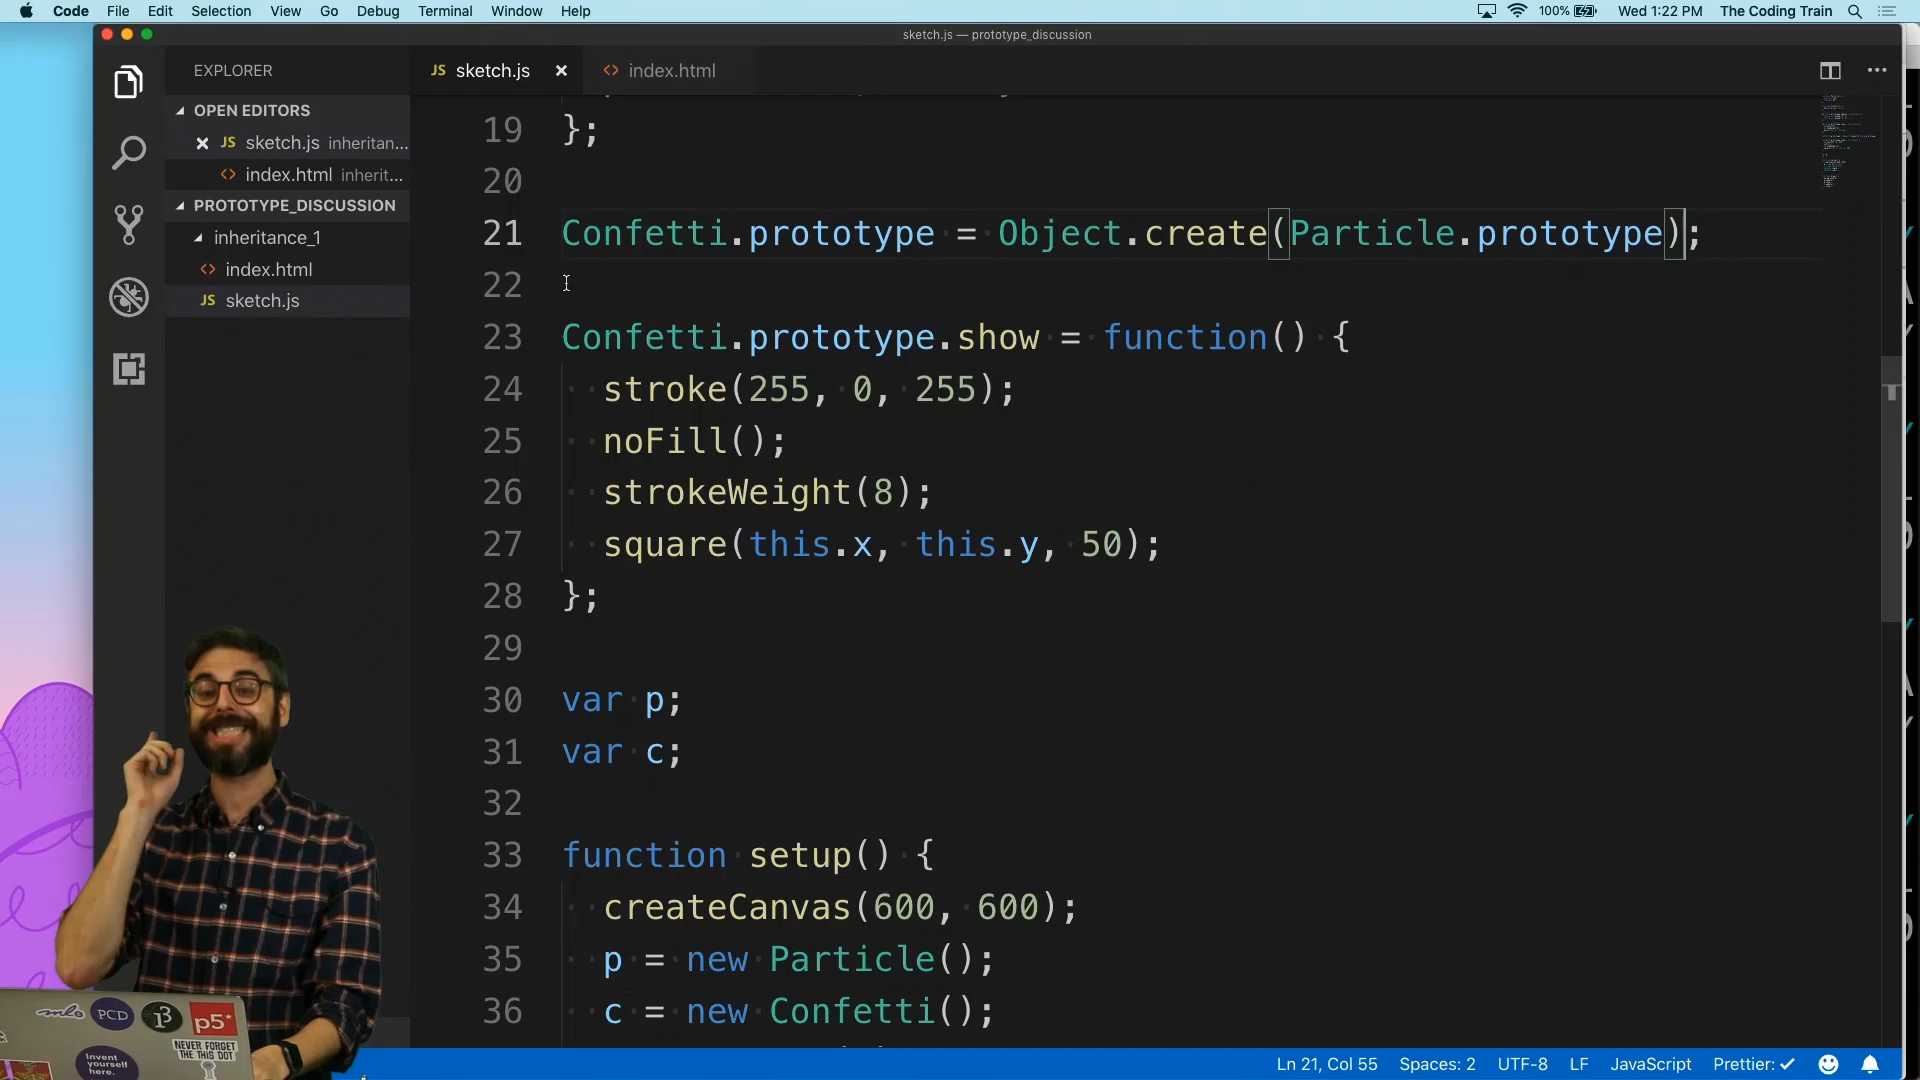 Code File Edit Selection View Go Debug Terminal Window Help 100% Wed 1:22 PM The Coding Train
sketch.js — prototype_discussion
EXPLORER
JS sketch.js × <> index.html
OPEN EDITORS
× JS sketch.js inheritan...
<> index.html inherit...
PROTOTYPE_DISCUSSION
inheritance_1
<> index.html
JS sketch.js
19 };
20
21 Confetti.prototype = Object.create(Particle.prototype);
22
23 Confetti.prototype.show = function() {
24 stroke(255, 0, 255);
25 noFill();
26 strokeWeight(8);
27 square(this.x, this.y, 50);
28 };
29
30 var p;
31 var c;
32
33 function setup() {
34 createCanvas(600, 600);
35 p = new Particle();
36 c = new Confetti();
PCD
p5*
NEVER FORGET
THE THIS DOT
Invent
yourself
here.
Ln 21, Col 55 Spaces: 2 UTF-8 LF JavaScript Prettier: ✓